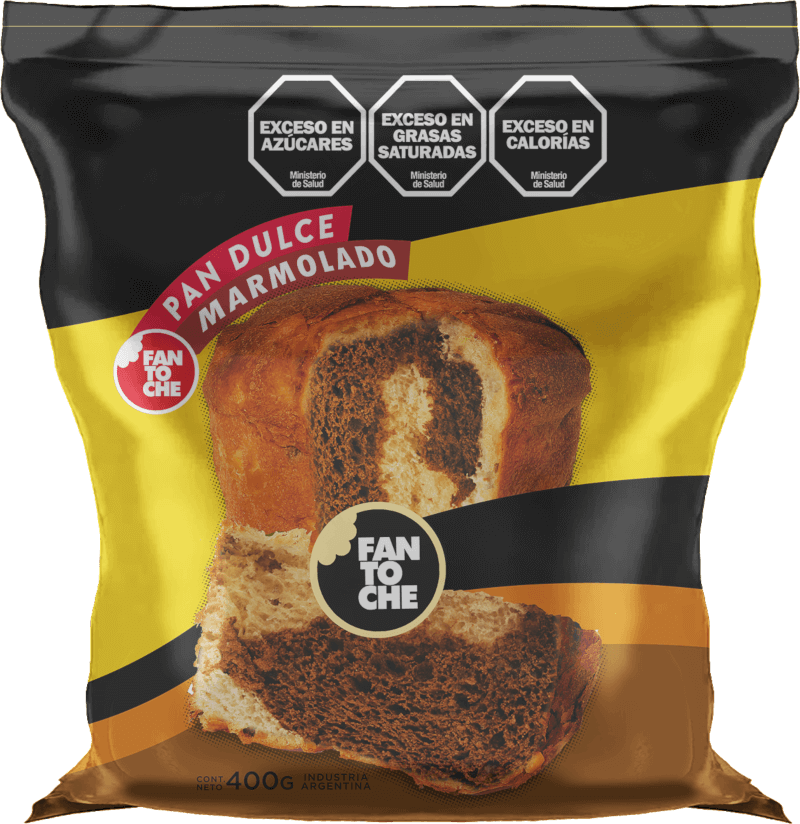 EXCESO EN
AZÚCARES
Ministerio
de Salud
EXCESO EN
GRASAS
SATURADAS
Ministerio
de Salud
EXCESO EN
CALORÍAS
Ministerio
de Salud
PAN DULCE
MARMOLADO
FAN
TO
CHE
FAN
TO
CHE
CONT.
NETO
400G
INDUSTRIA
ARGENTINA